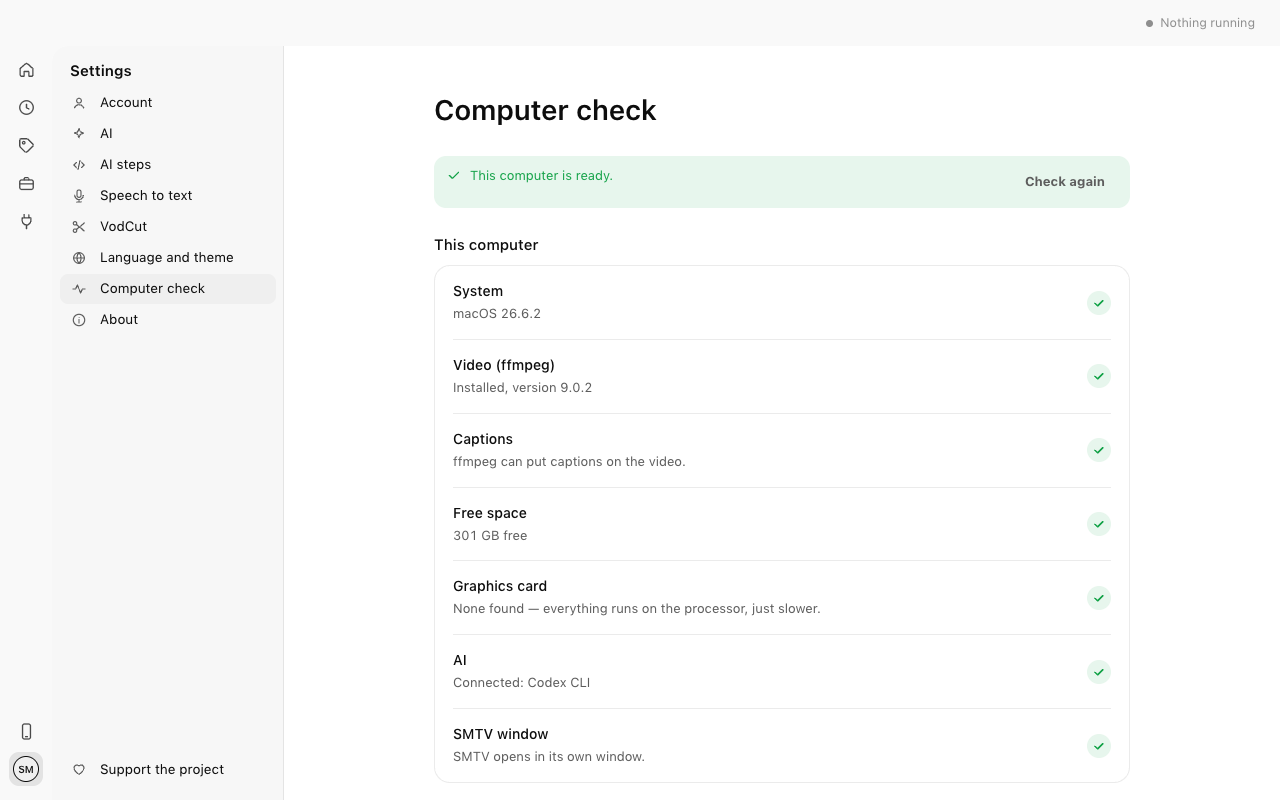 Nothing running
Settings
Account
AI
AI steps
Speech to text
VodCut
Language and theme
Computer check
About
Support the project
SM
Computer check
This computer is ready.
Check again
This computer
System
macOS 26.6.2
Video (ffmpeg)
Installed, version 9.0.2
Captions
ffmpeg can put captions on the video.
Free space
301 GB free
Graphics card
None found — everything runs on the processor, just slower.
AI
Connected: Codex CLI
SMTV window
SMTV opens in its own window.